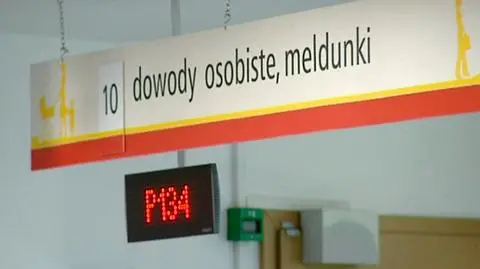 10 dowody osobiste, meldunki
P134